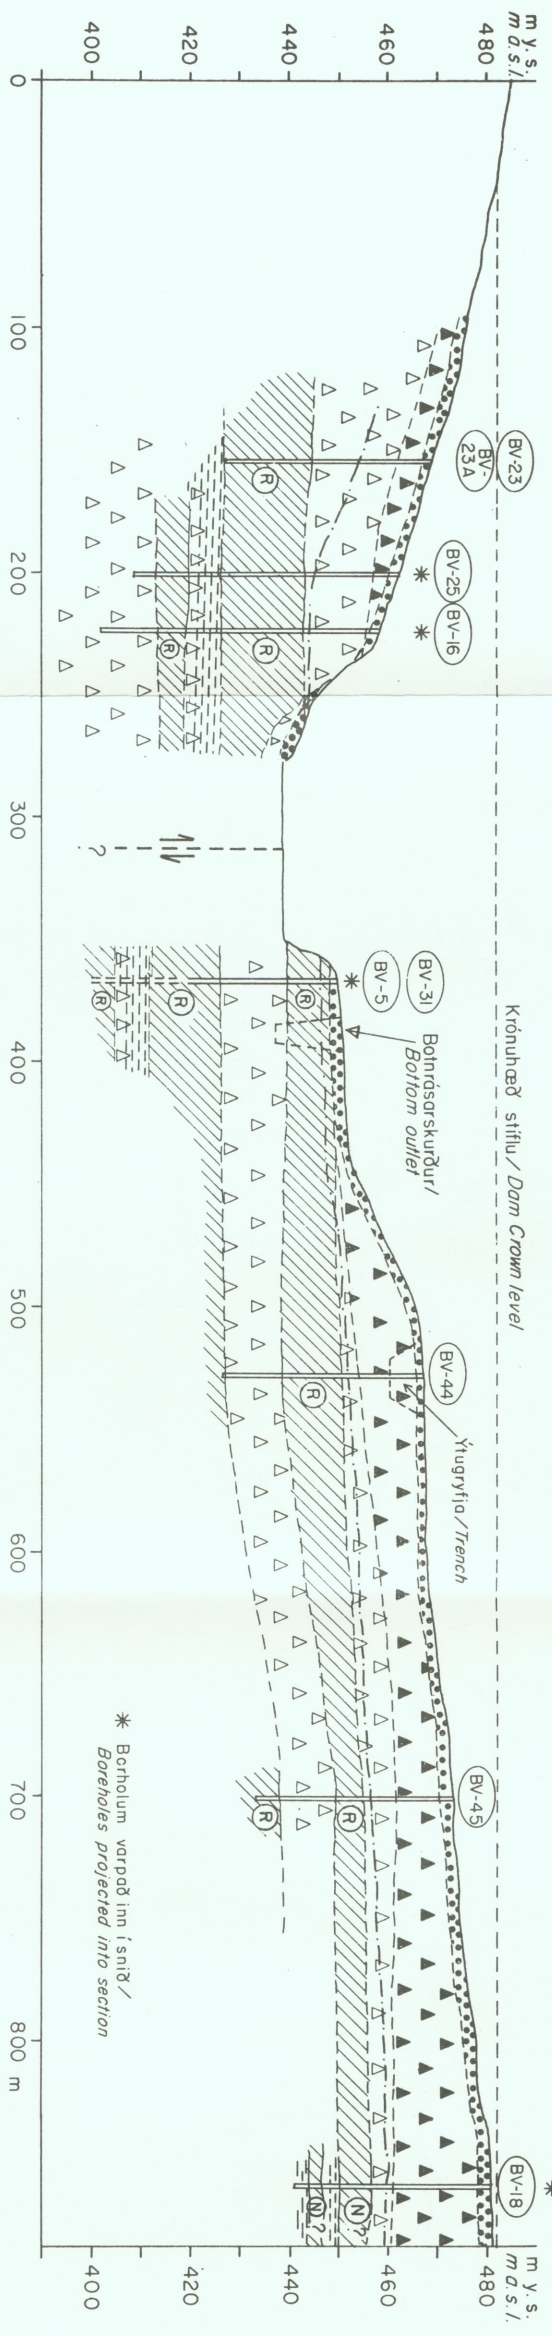 m y. s.
m a.s.l.
480
460
440
420
400
0
100
200
300
400
500
600
700
800 m
Krónuhæð stíflu / Dam Crown level
BV-23
BV-
23A
BV-25
BV-16
BV-31
BV-5
BV-44
BV-45
BV-18
*
*
*
*
Botnrásarskurður/
Bottom outlet
Ýtugryfja / Trench
R
R
R
R
?
R
R
R
R
R
R
N?
N?
* Borholum varpað inn í snið /
Boreholes projected into section
m y. s.
m a.s.l.
480
460
440
420
400